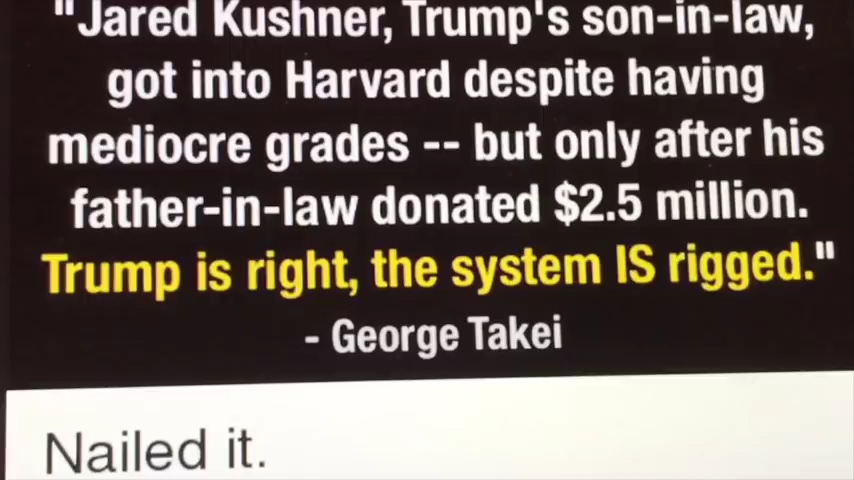 "Jared Kushner, Trump's son-in-law,
got into Harvard despite having
mediocre grades -- but only after his
father-in-law donated $2.5 million.
Trump is right, the system IS rigged."
- George Takei
Nailed it.